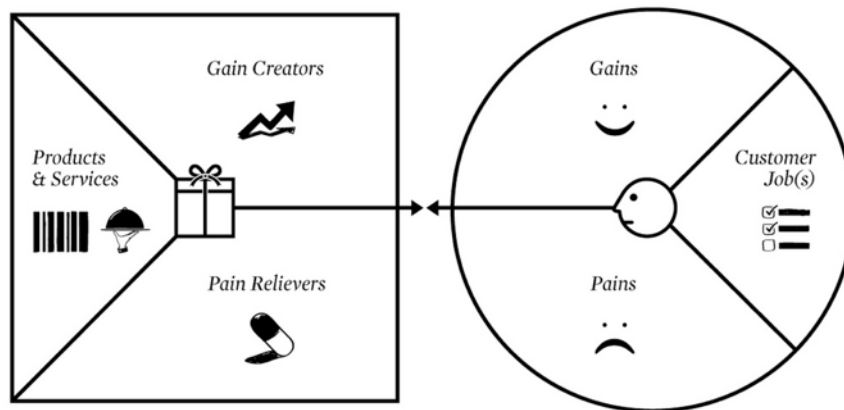 Gain Creators
Products
& Services
Pain Relievers
Gains
Customer
Job(s)
Pains